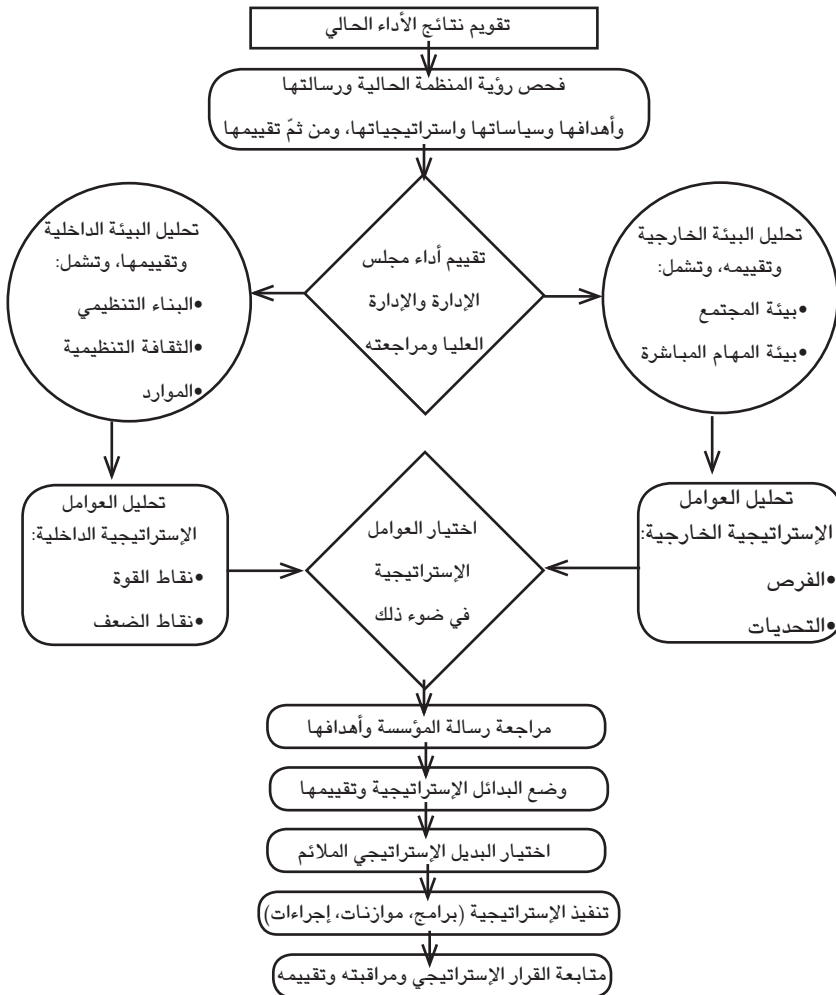 تقويم نتائج الأداء الحالي
فحص رؤية المنظمة الحالية ورسالتها
وأهدافها وسياساتها واستراتيجياتها، ومن ثمّ تقييمها
تحليل البيئة الخارجية
وتقييمه، وتشمل:
•بيئة المجتمع
•بيئة المهام المباشرة
تقييم أداء مجلس
الإدارة والإدارة
العليا ومراجعته
تحليل البيئة الداخلية
وتقييمها، وتشمل:
•البناء التنظيمي
•الثقافة التنظيمية
•الموارد
تحليل العوامل
الإستراتيجية الخارجية:
•الفرص
•التحديات
اختيار العوامل
الإستراتيجية
في ضوء ذلك
تحليل العوامل
الإستراتيجية الداخلية:
•نقاط القوة
•نقاط الضعف
مراجعة رسالة المؤسسة وأهدافها
وضع البدائل الإستراتيجية وتقييمها
اختيار البديل الإستراتيجي الملائم
تنفيذ الإستراتيجية (برامج، موازنات، إجراءات)
متابعة القرار الإستراتيجي ومراقبته وتقييمه